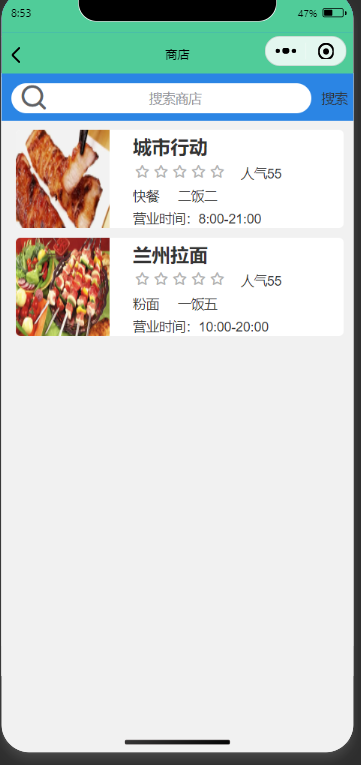 8:53
47%
商店
搜索商店
搜索
城市行动
人气55
快餐 二饭二
营业时间：8:00-21:00
兰州拉面
人气55
粉面 一饭五
营业时间：10:00-20:00